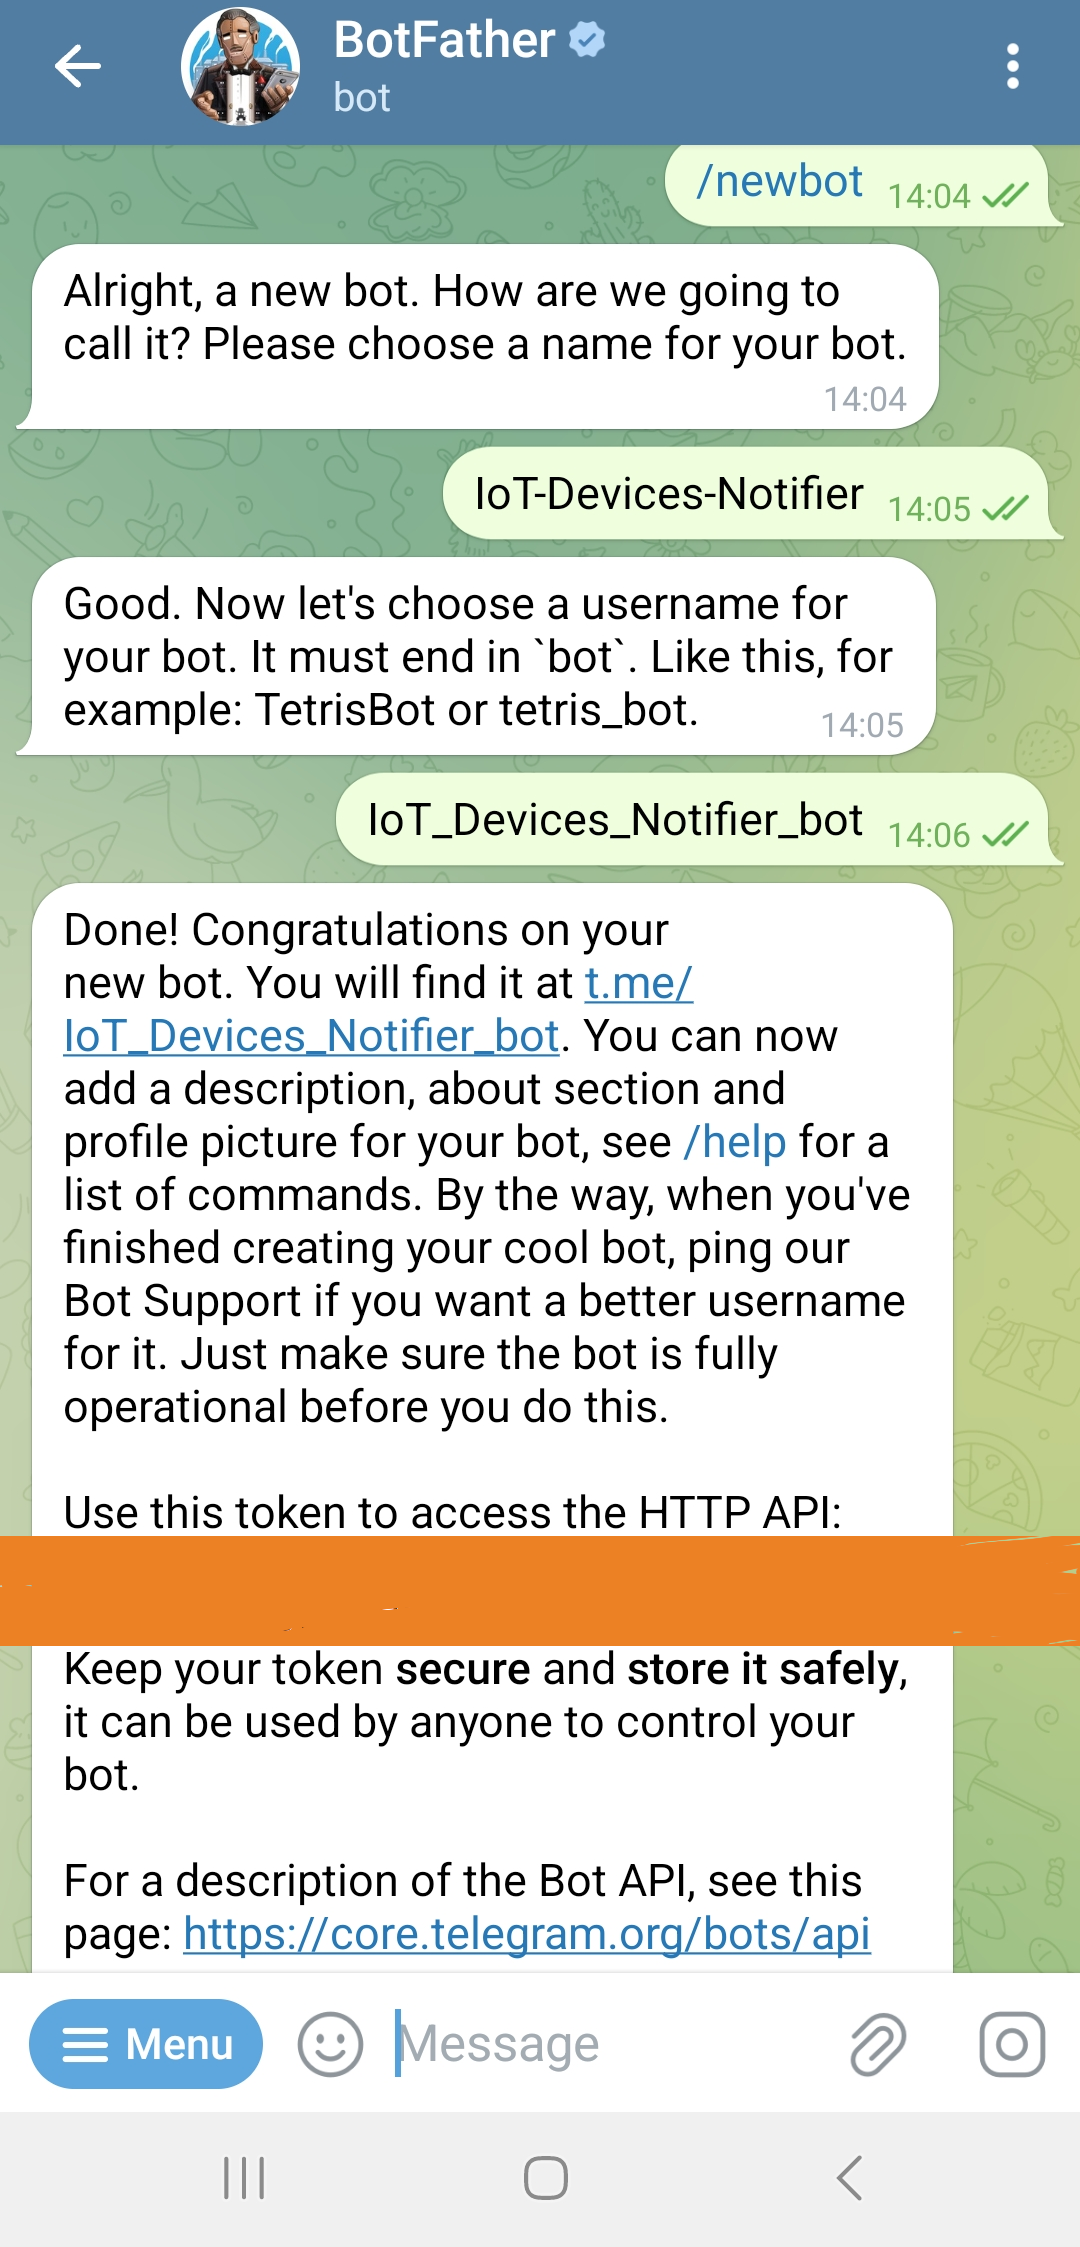 BotFather
bot
/newbot 14:04
Alright, a new bot. How are we going to
call it? Please choose a name for your bot.
14:04
IoT-Devices-Notifier 14:05
Good. Now let's choose a username for
your bot. It must end in `bot`. Like this, for
example: TetrisBot or tetris_bot.
14:05
IoT_Devices_Notifier_bot 14:06
Done! Congratulations on your
new bot. You will find it at t.me/
IoT_Devices_Notifier_bot. You can now
add a description, about section and
profile picture for your bot, see /help for a
list of commands. By the way, when you've
finished creating your cool bot, ping our
Bot Support if you want a better username
for it. Just make sure the bot is fully
operational before you do this.
Use this token to access the HTTP API:
Keep your token secure and store it safely,
it can be used by anyone to control your
bot.
For a description of the Bot API, see this
page: https://core.telegram.org/bots/api
Menu
Message